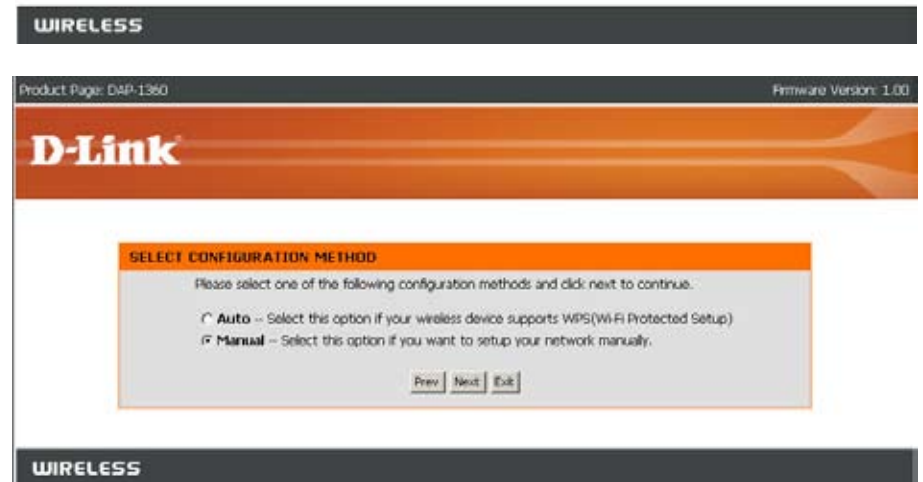 WIRELESS
Product Page: DAP-1360 Firmware Version: 1.00
D-Link
SELECT CONFIGURATION METHOD
Please select one of the following configuration methods and click next to continue.
Auto -- Select this option if your wireless device supports WPS(Wi-Fi Protected Setup)
Manual -- Select this option if you want to setup your network manually.
Prev Next Exit
WIRELESS